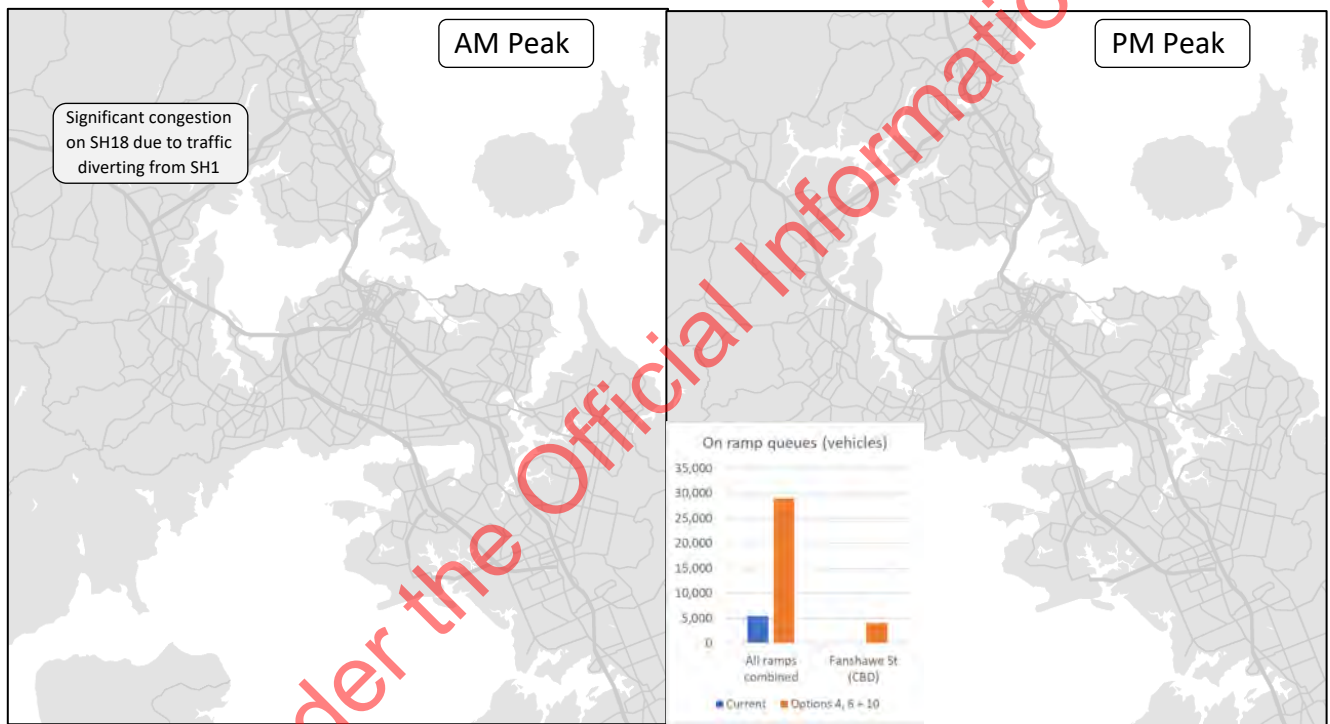 AM Peak
Significant congestion
on SH18 due to traffic
diverting from SH1
PM Peak
On ramp queues (vehicles)
35,000
30,000
25,000
20,000
15,000
10,000
5,000
0
All ramps
combined
Fanshawe St
(CBD)
Current
Options 4, 6 + 10
der the Official Informatio